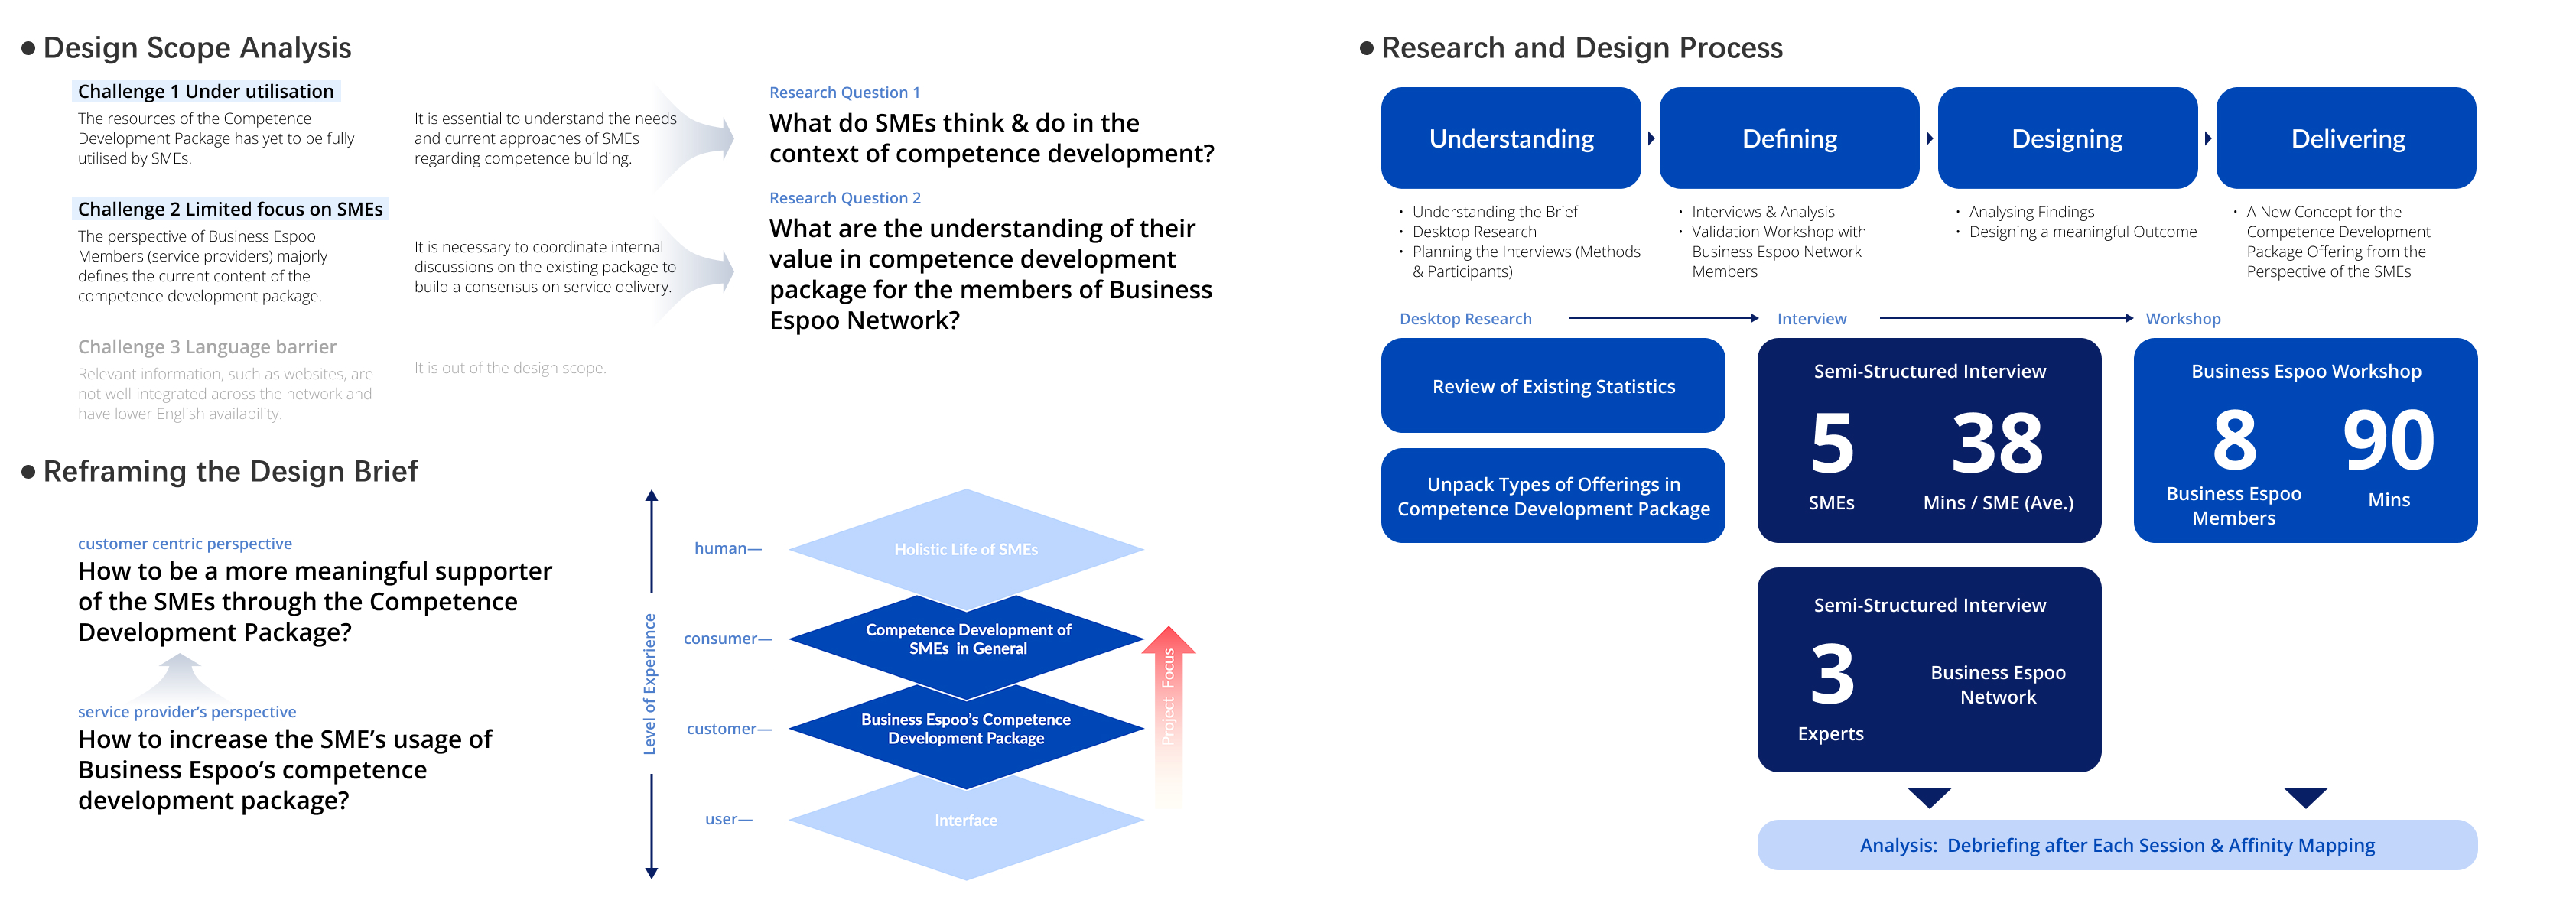 Design Scope Analysis
Challenge 1 Under utilisation
The resources of the Competence
Development Package has yet to be fully
utilised by SMEs.
It is essential to understand the needs
and current approaches of SMEs
regarding competence building.
Research Question 1
What do SMEs think & do in the
context of competence development?
Challenge 2 Limited focus on SMEs
The perspective of Business Espoo
Members (service providers) majorly
defines the current content of the
competence development package.
It is necessary to coordinate internal
discussions on the existing package to
build a consensus on service delivery.
Research Question 2
What are the understanding of their
value in competence development
package for the members of Business
Espoo Network?
Challenge 3 Language barrier
Relevant information, such as websites, are
not well-integrated across the network and
have lower English availability.
It is out of the design scope.
Reframing the Design Brief
customer centric perspective
How to be a more meaningful supporter
of the SMEs through the Competence
Development Package?
service provider’s perspective
How to increase the SME’s usage of
Business Espoo’s competence
development package?
Level of Experience
human—
Holistic Life of SMEs
consumer—
Competence Development of
SMEs in General
customer—
Business Espoo’s Competence
Development Package
user—
Interface
Project Focus
Research and Design Process
Understanding
Defining
Designing
Delivering
• Understanding the Brief
• Desktop Research
• Planning the Interviews (Methods
& Participants)
• Interviews & Analysis
• Validation Workshop with
Business Espoo Network
Members
• Analysing Findings
• Designing a meaningful Outcome
• A New Concept for the
Competence Development
Package Offering from the
Perspective of the SMEs
Desktop Research
Interview
Workshop
Review of Existing Statistics
Unpack Types of Offerings in
Competence Development Package
Semi-Structured Interview
5
SMEs
38
Mins / SME (Ave.)
Business Espoo Workshop
8
Business Espoo
Members
90
Mins
Semi-Structured Interview
3
Experts
Business Espoo
Network
Analysis: Debriefing after Each Session & Affinity Mapping